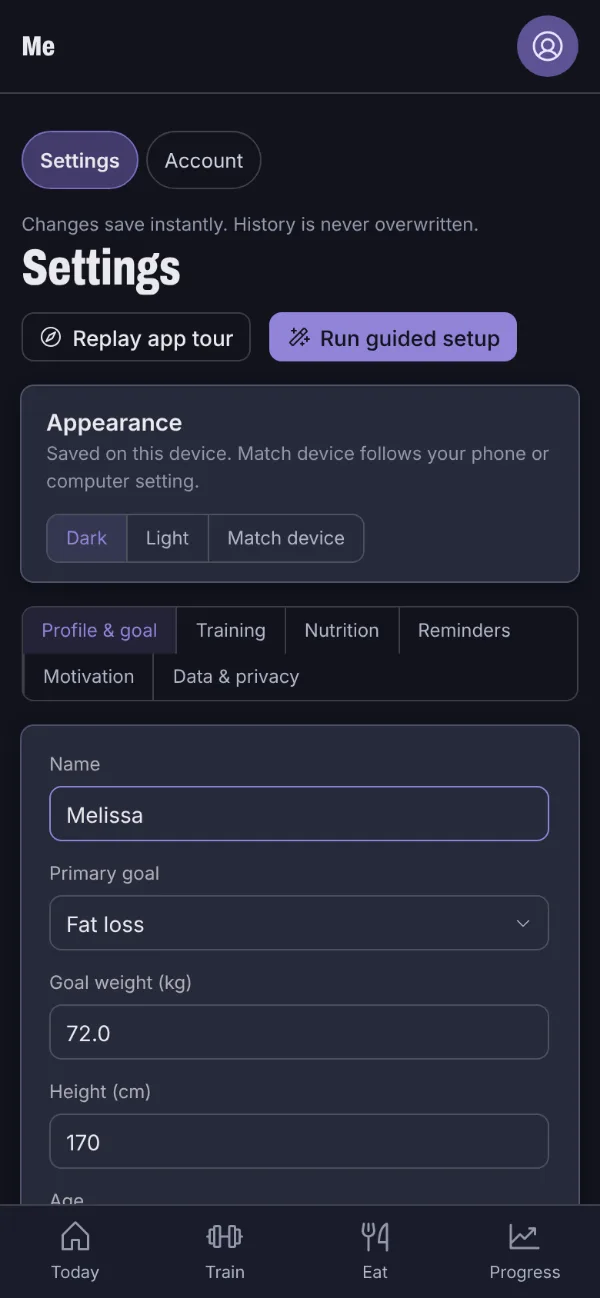 Me
Settings
Account
Changes save instantly. History is never overwritten.
Settings
Replay app tour
Run guided setup
Appearance
Saved on this device. Match device follows your phone or
computer setting.
Dark
Light
Match device
Profile & goal
Training
Nutrition
Reminders
Motivation
Data & privacy
Name
Melissa
Primary goal
Fat loss
Goal weight (kg)
72.0
Height (cm)
170
Age
Today
Train
Eat
Progress